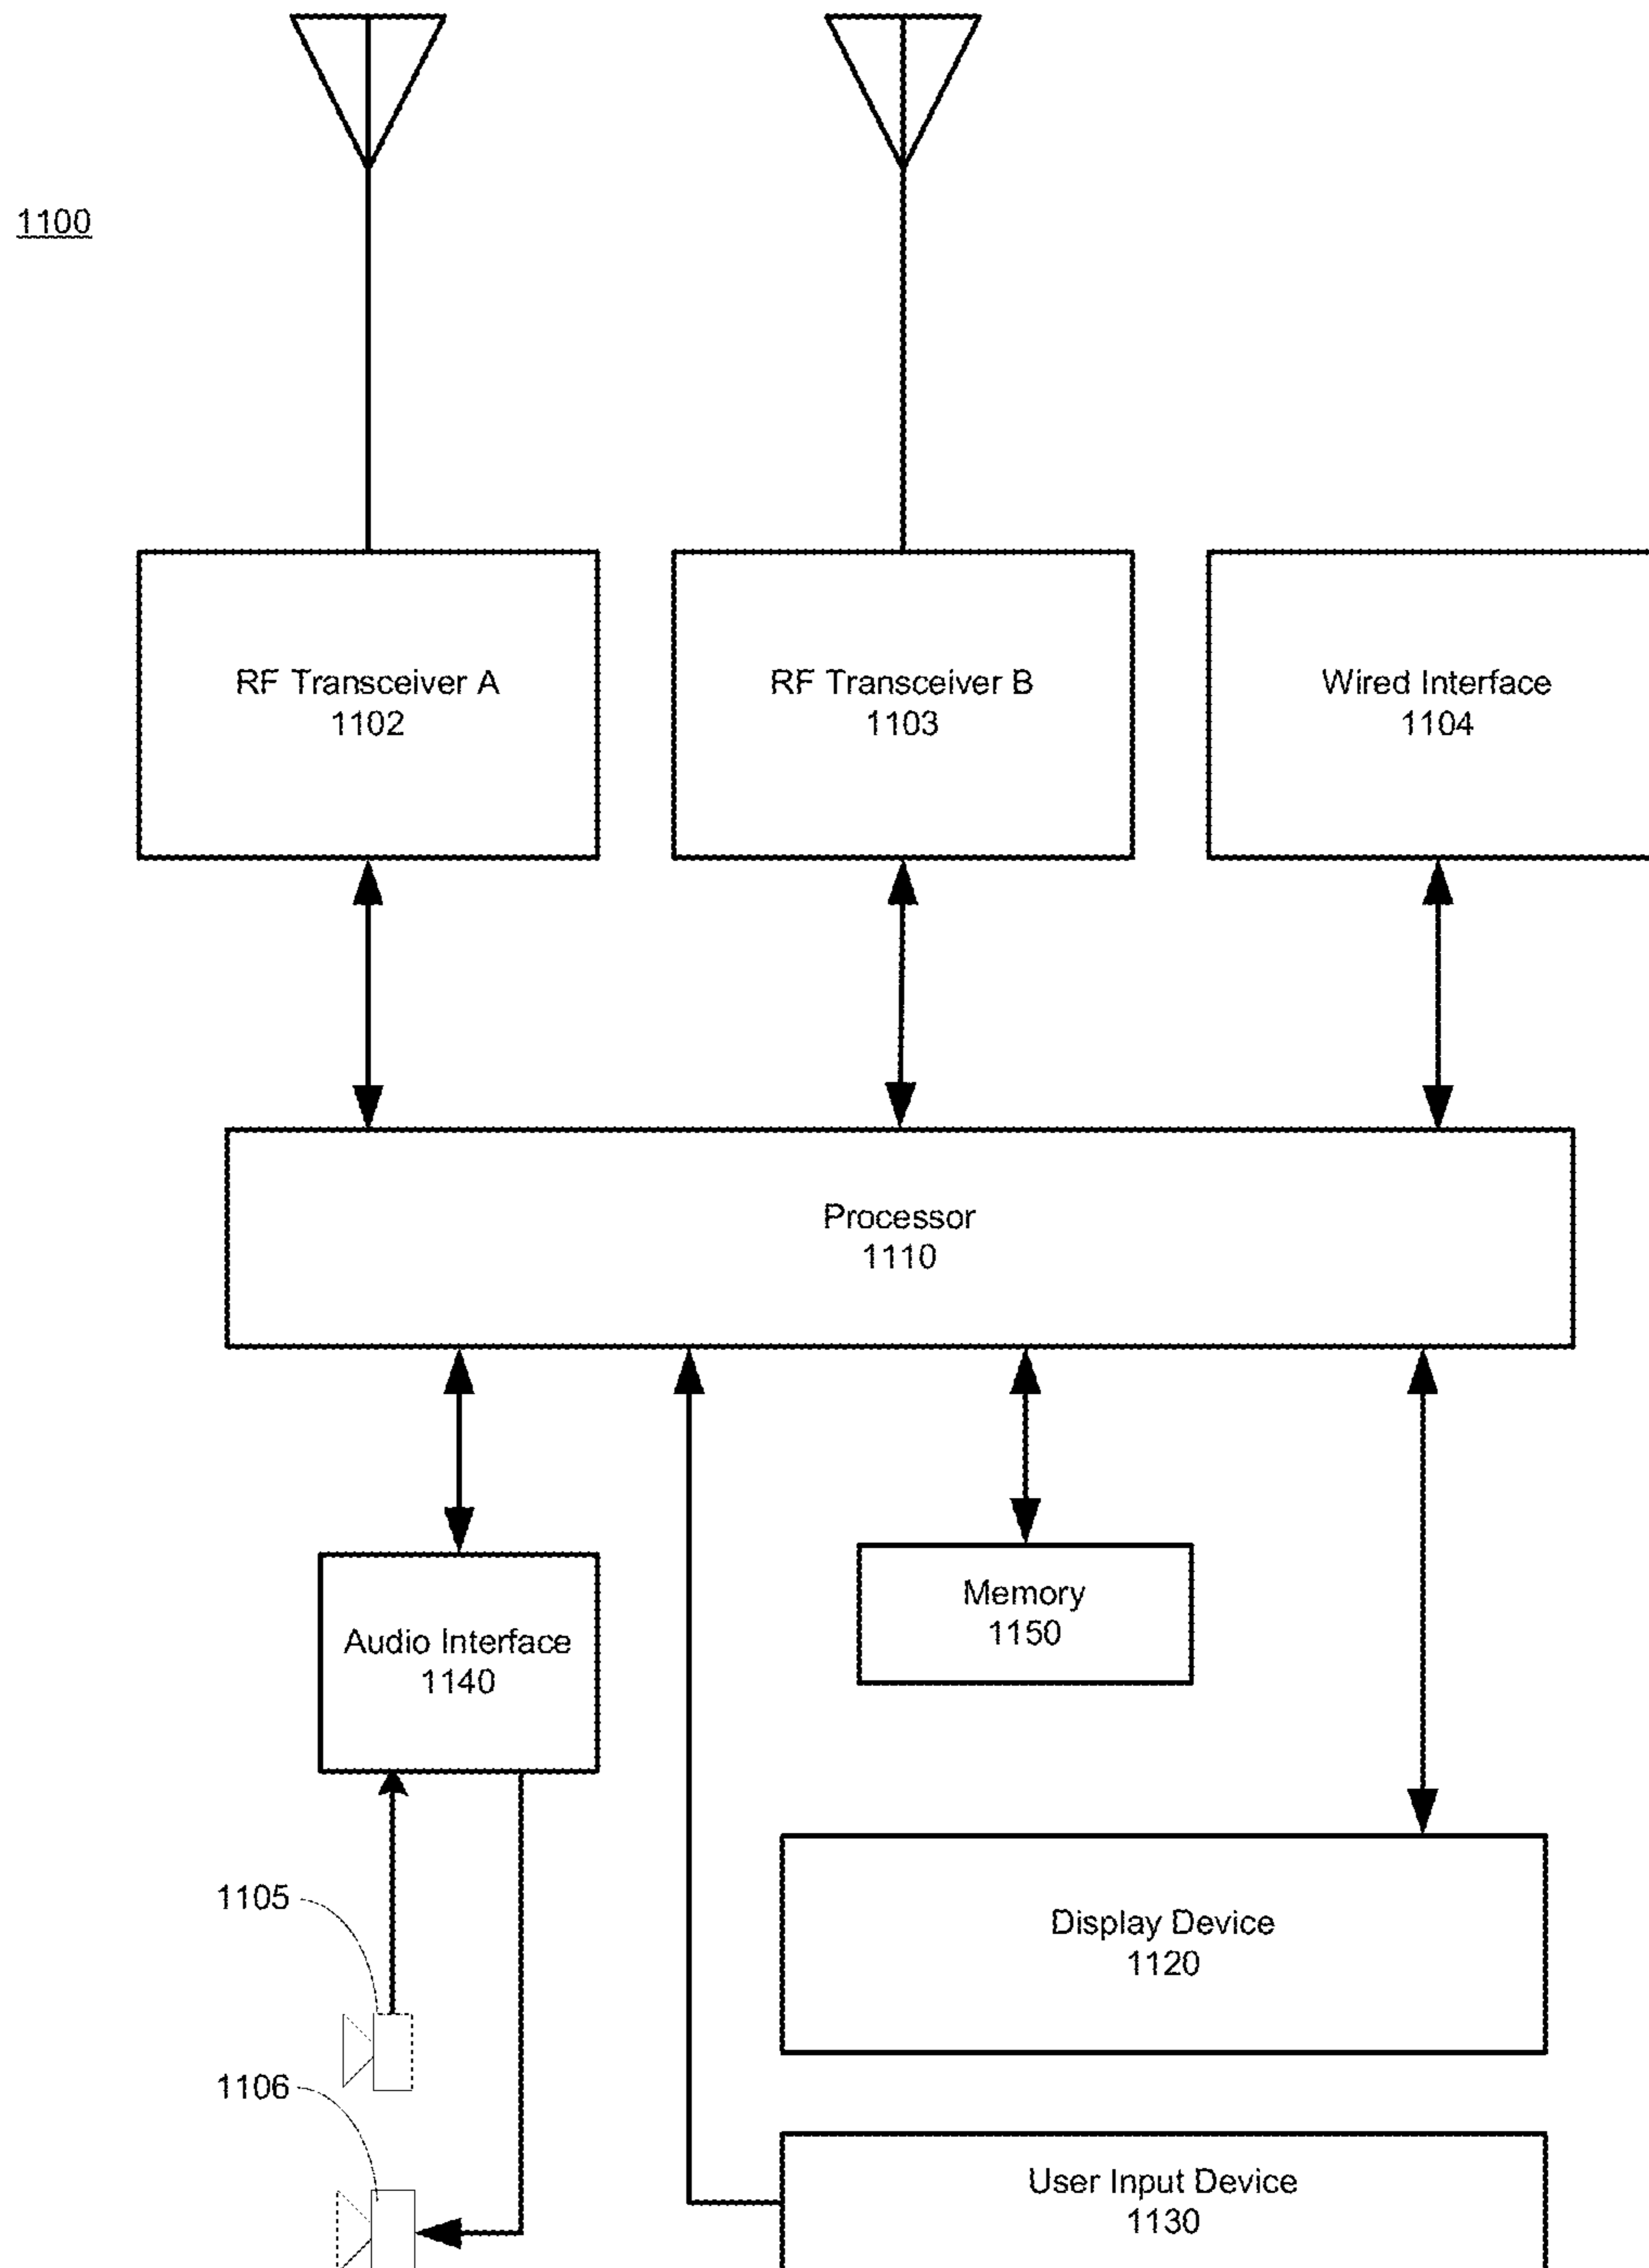 1100
RF Transceiver A
1102
RF Transceiver B
1103
Wired Interface
1104
Processor
1110
Audio Interface
1140
Memory
1150
1105
Display Device
1120
1106
User Input Device
1130